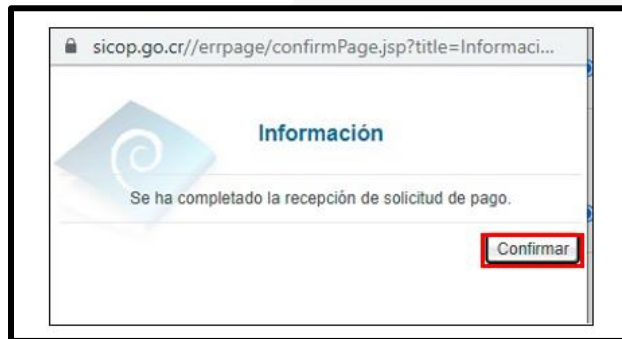 sicop.go.cr//errpage/confirmPage.jsp?title=Informaci...
Información
Se ha completado la recepción de solicitud de pago.
Confirmar